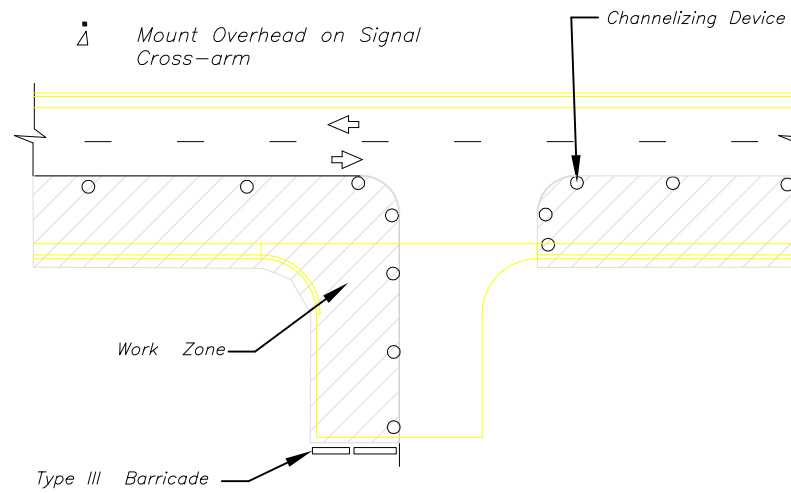 Channelizing Device
Mount Overhead on Signal
Cross-arm
Work Zone
Type III Barricade